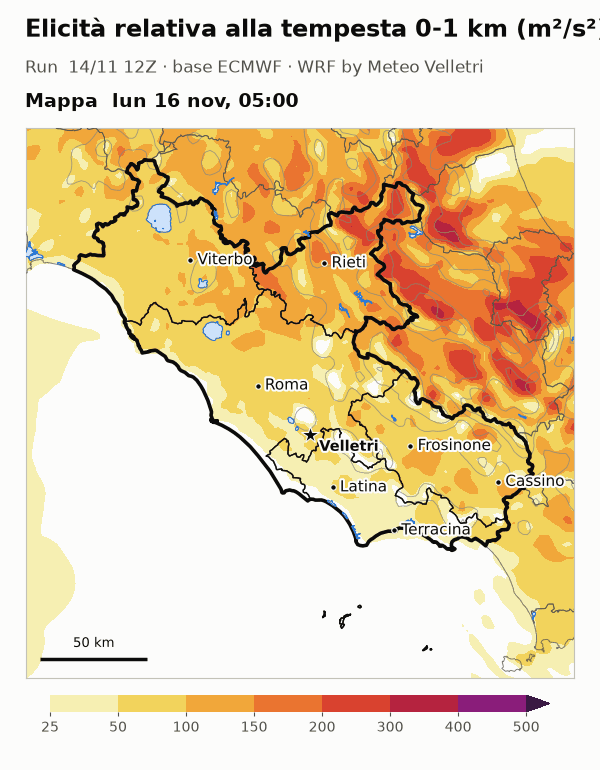 Elicità relativa alla tempesta 0-1 km (m²/s²)
Run  14/11 12Z · base ECMWF · WRF by Meteo Velletri
Mappa  lun 16 nov, 05:00
Viterbo
Rieti
Roma
Velletri
Frosinone
Cassino
Latina
Terracina
50 km
25 50 100 150 200 300 400 500